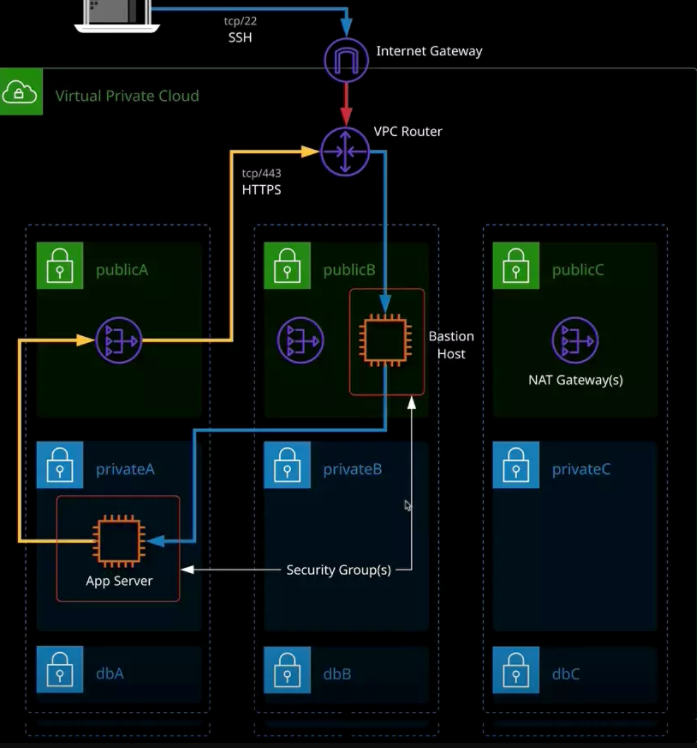 tcp/22
SSH
Internet Gateway
Virtual Private Cloud
VPC Router
tcp/443
HTTPS
publicA
publicB
publicC
Bastion
Host
NAT Gateway(s)
privateA
privateB
privateC
App Server
Security Group(s)
dbA
dbB
dbC